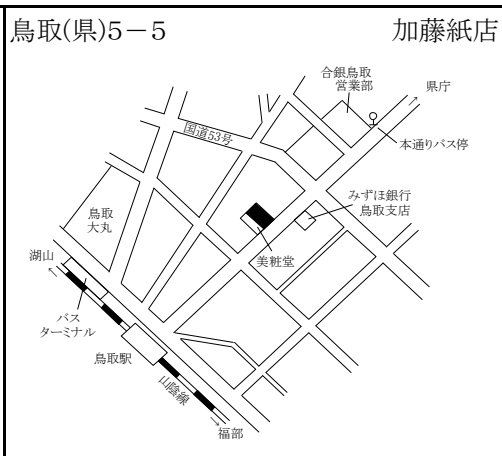 鳥取(県)5-5
加藤紙店
合銀鳥取
営業部
県庁
国道53号
本通りバス停
みずほ銀行
鳥取支店
鳥取
大丸
美粧堂
湖山
バス
ターミナル
鳥取駅
山陰線
福部